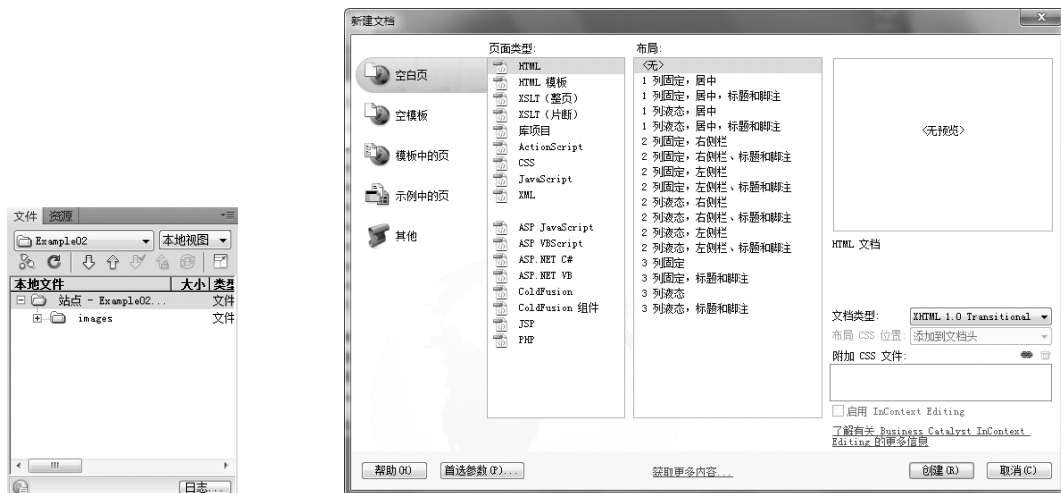 文件 资源
Example02 本地视图
本地文件 大小 类型
站点 - Example02... 文件
images 文件
日志...
新建文档
空白页
空模板
模板中的页
示例中的页
其他
页面类型:
HTML
HTML 模板
XSLT (整页)
XSLT (片断)
库项目
ActionScript
CSS
JavaScript
XML
ASP JavaScript
ASP VBScript
ASP.NET C#
ASP.NET VB
ColdFusion
ColdFusion 组件
JSP
PHP
布局:
<无>
1 列固定，居中
1 列固定，居中，标题和脚注
1 列液态，居中
1 列液态，居中，标题和脚注
2 列固定，右侧栏
2 列固定，右侧栏、标题和脚注
2 列固定，左侧栏
2 列固定，左侧栏、标题和脚注
2 列液态，右侧栏
2 列液态，右侧栏、标题和脚注
2 列液态，左侧栏
2 列液态，左侧栏、标题和脚注
3 列固定
3 列固定，标题和脚注
3 列液态
3 列液态，标题和脚注
<无预览>
HTML 文档
文档类型: XHTML 1.0 Transitional
布局 CSS 位置: 添加到文档头
附加 CSS 文件:
启用 InContext Editing
了解有关 Business Catalyst InContext
Editing 的更多信息
帮助(H) 首选参数(P)... 获取更多内容... 创建(R) 取消(C)